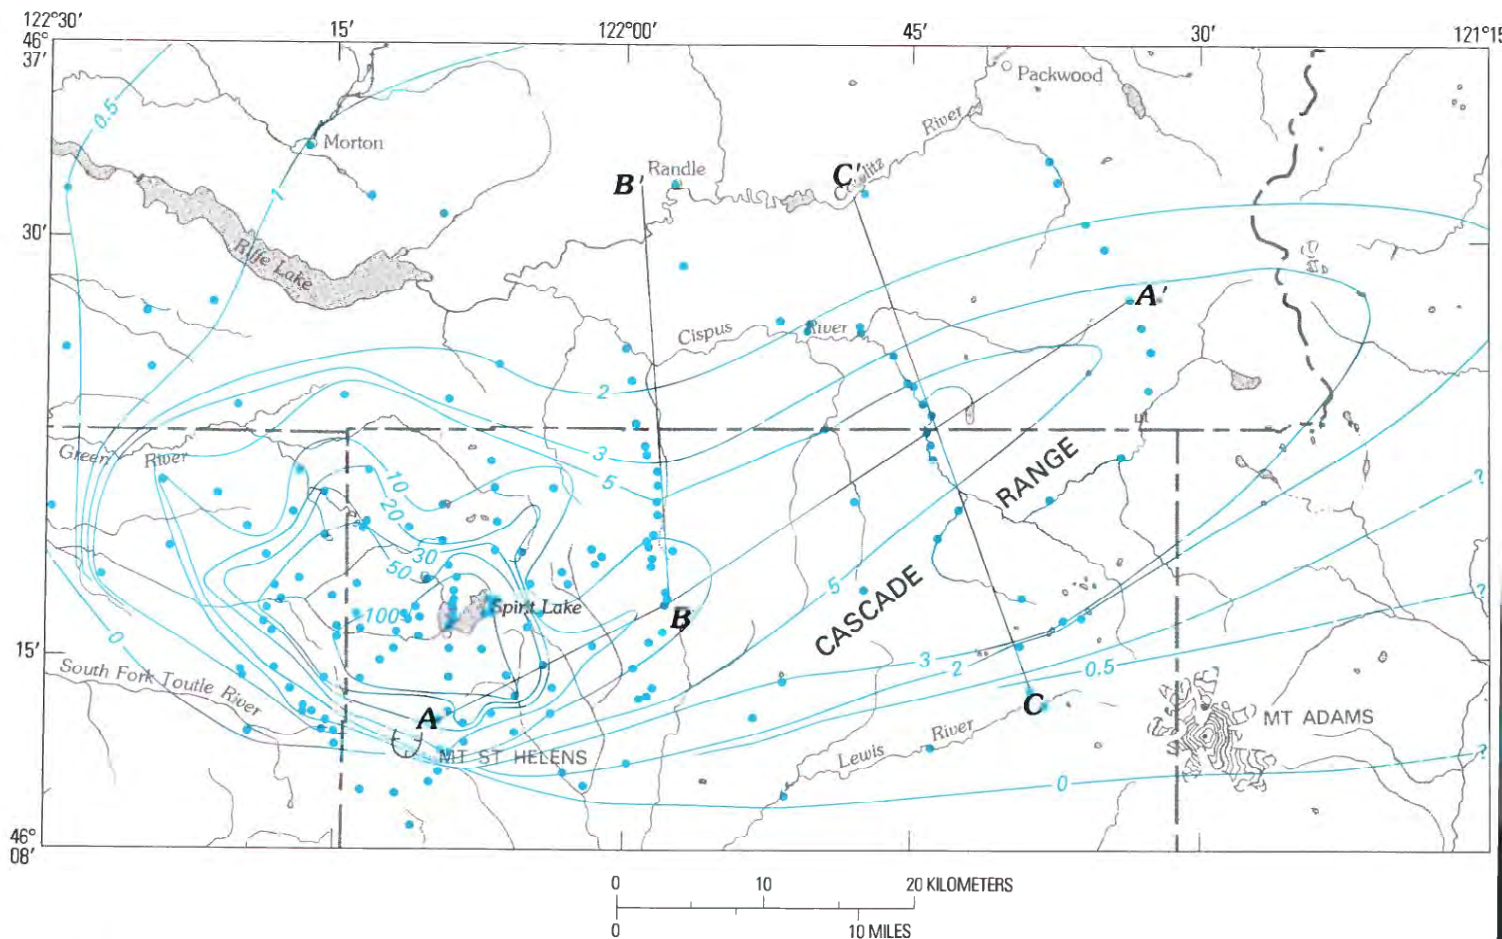 122°30′
15′
122°00′
45′
30′
121°15
46°
37′
Packwood
0.5
Morton
River
C′
Randle
B′
1
30′
Riffe Lake
A′
Cispus River
2
3
Green River
5
10
20
30
50
100
RANGE
?
5
CASCADE
Spirit Lake
B
?
0
15′
3
2
0.5
South Fork Toutle River
A
C
MT ADAMS
MT ST HELENS
Lewis River
?
0
46°
08′
0 10 20 KILOMETERS
0 10 MILES